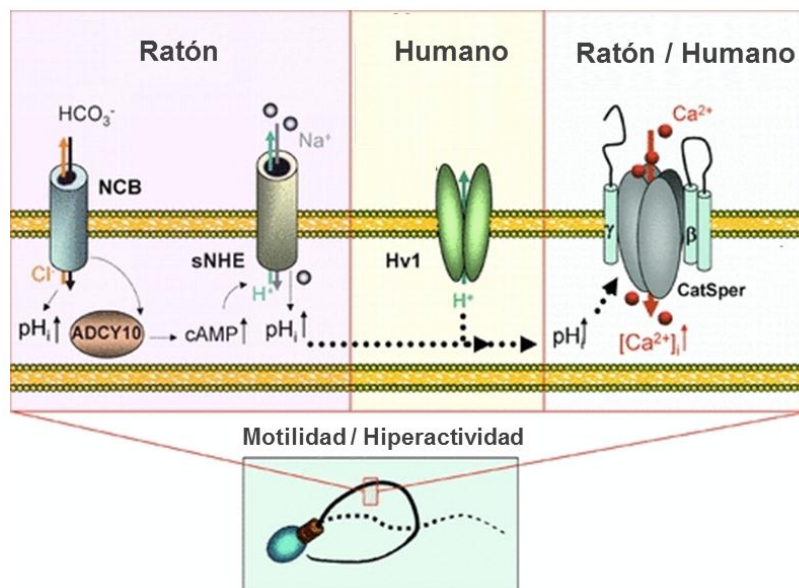 Ratón
Humano
Ratón / Humano
HCO₃⁻
Na⁺
NCB
Cl⁻
sNHE
H⁺
pHᵢ
ADCY10
cAMP
pHᵢ
Hv1
H⁺
Ca²⁺
γ
β
CatSper
pHᵢ
[Ca²⁺]ᵢ
Motilidad / Hiperactividad